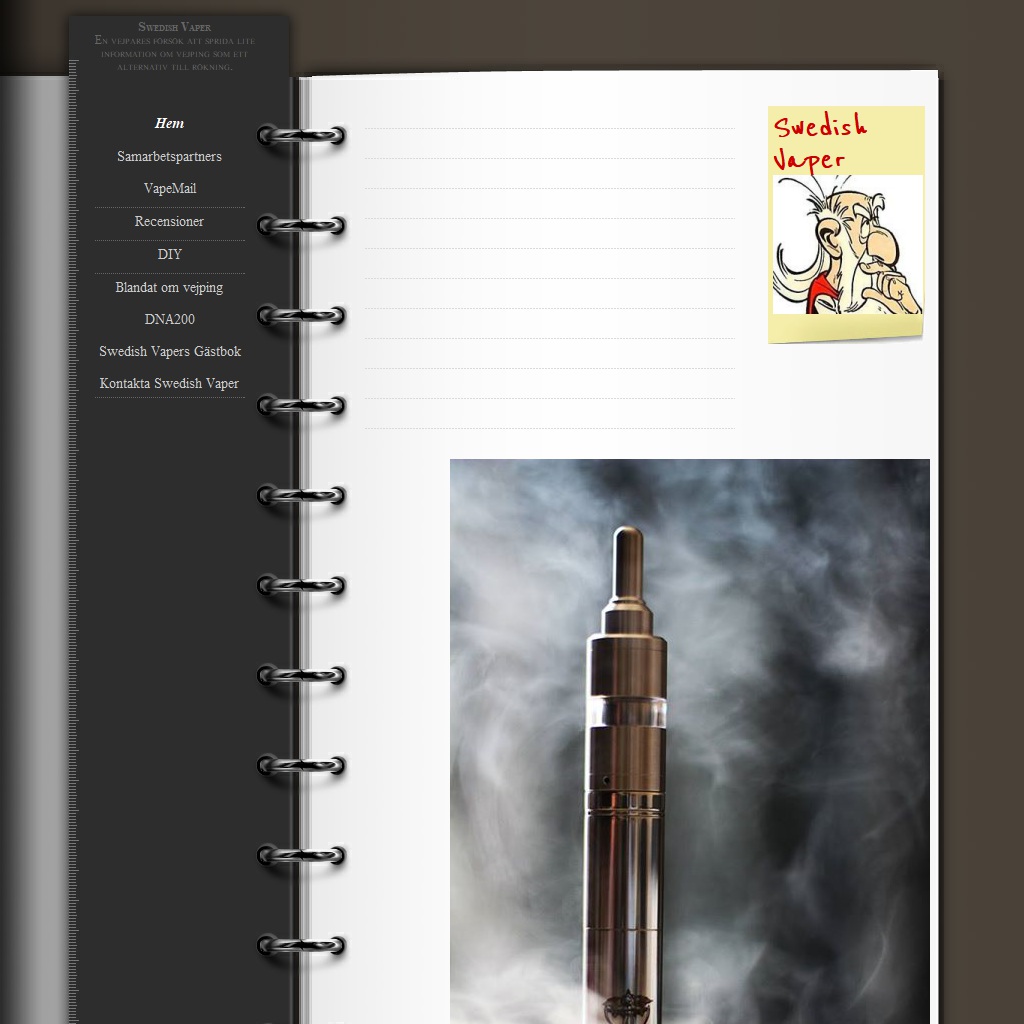 Swedish Vaper
En vejpares försök att sprida lite
information om vejping som ett
alternativ till rökning.
Hem
Samarbetspartners
VapeMail
Recensioner
DIY
Blandat om vejping
DNA200
Swedish Vapers Gästbok
Kontakta Swedish Vaper
Swedish
Vaper